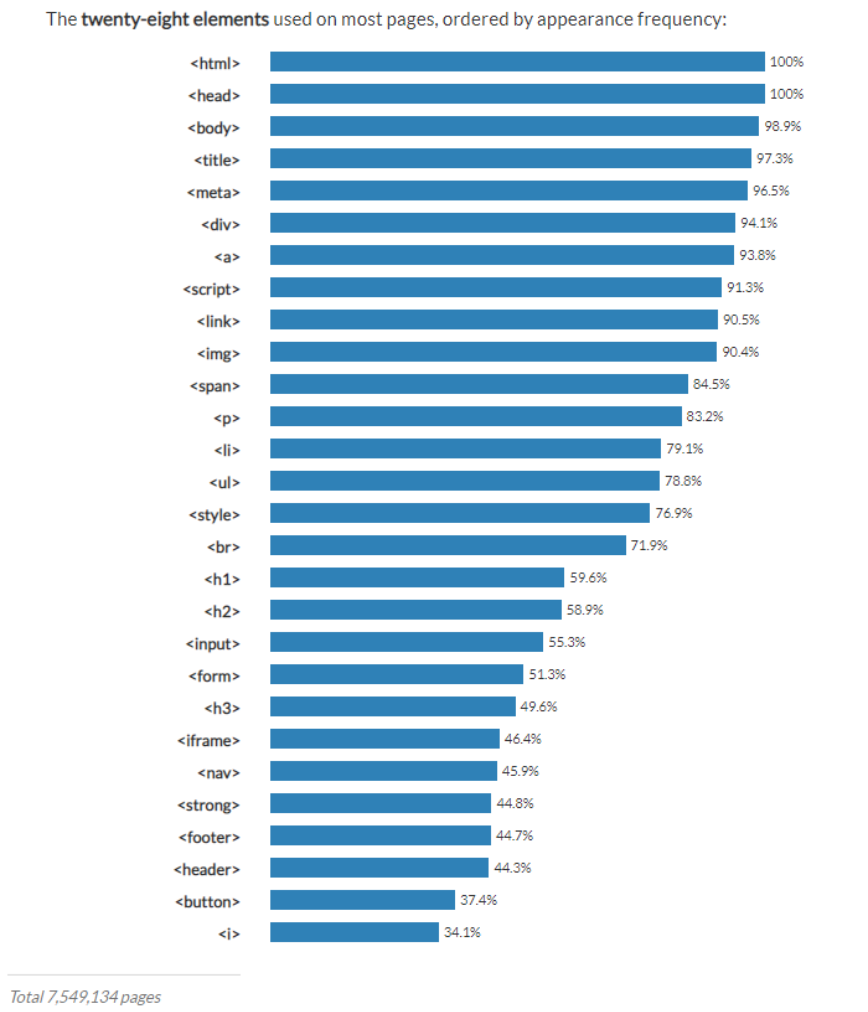 The twenty-eight elements used on most pages, ordered by appearance frequency:
<html> 100%
<head> 100%
<body> 98.9%
<title> 97.3%
<meta> 96.5%
<div> 94.1%
<a> 93.8%
<script> 91.3%
<link> 90.5%
<img> 90.4%
<span> 84.5%
<p> 83.2%
<li> 79.1%
<ul> 78.8%
<style> 76.9%
<br> 71.9%
<h1> 59.6%
<h2> 58.9%
<input> 55.3%
<form> 51.3%
<h3> 49.6%
<iframe> 46.4%
<nav> 45.9%
<strong> 44.8%
<footer> 44.7%
<header> 44.3%
<button> 37.4%
<i> 34.1%
Total 7,549,134 pages